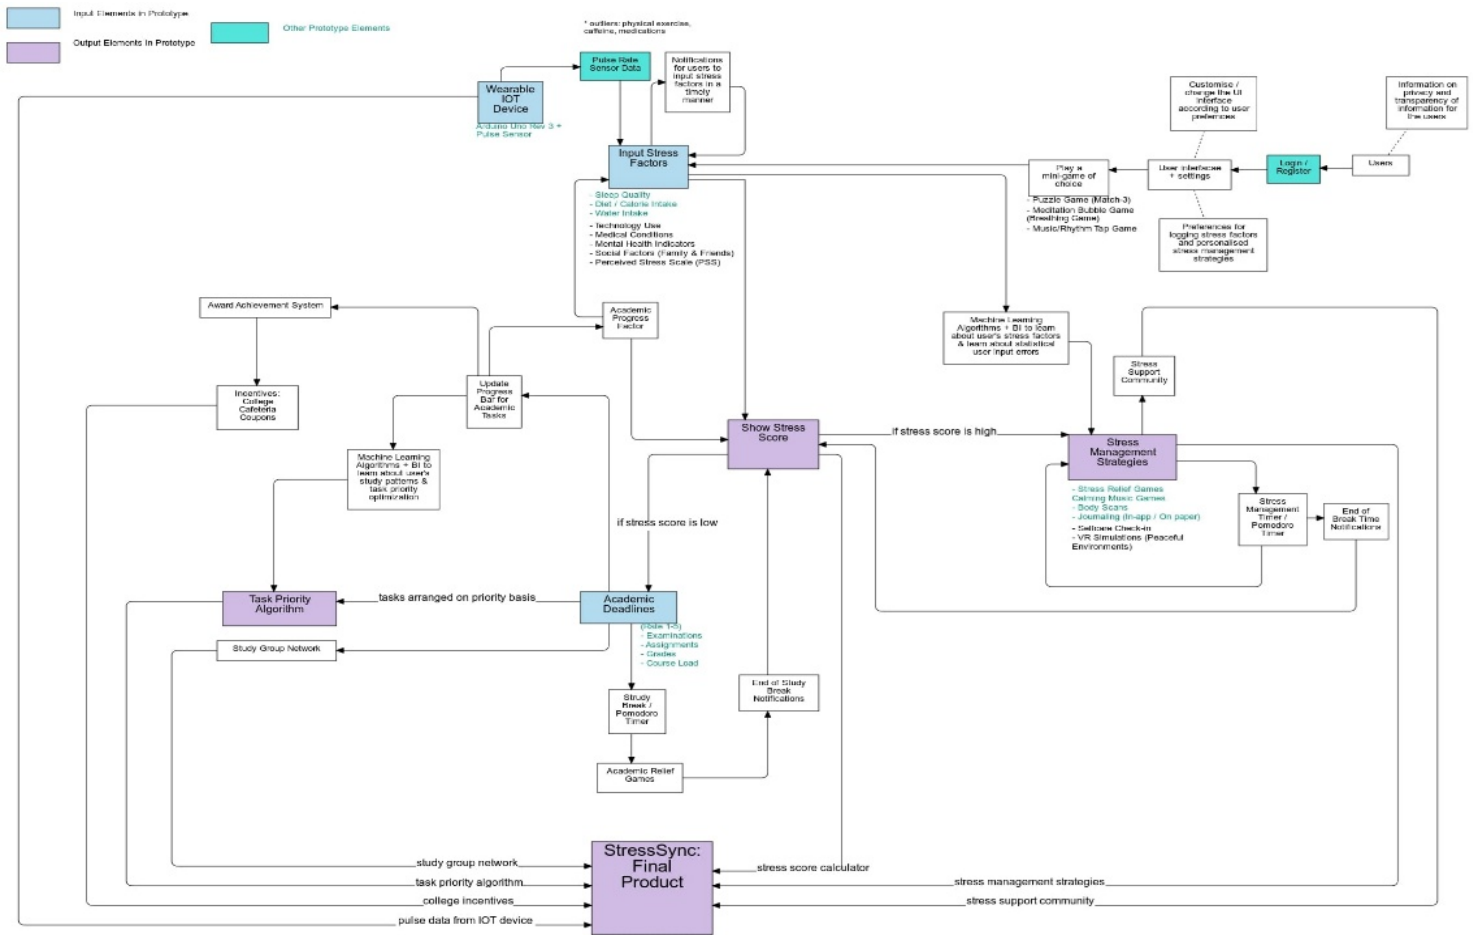 Input Elements in Prototype
Output Elements in Prototype
Other Prototype Elements
* outliers: physical exercise,
caffeine, medications
Pulse Rate
Sensor Data
Notifications
for users to
input stress
factors in a
timely
manner
Wearable
IOT
Device
Arduino Uno Rev 3 +
Pulse Sensor
Input Stress
Factors
- Sleep Quality
- Diet / Calorie Intake
- Water Intake
- Technology Use
- Medical Conditions
- Mental Health Indicators
- Social Factors (Family & Friends)
- Perceived Stress Scale (PSS)
Customise /
change the UI
Interface
according to user
prefernces
Information on
privacy and
transparency of
information for
the users
Play a
mini-game of
choice
- Puzzle Game (Match-3)
- Meditation Bubble Game
(Breathing Game)
- Music/Rhythm Tap Game
User Interfacae
+ settings
Login /
Register
Users
Preferences for
logging stress factors
and personalised
stress management
strategies
Award Achievement System
Academic
Progress
Factor
Machine Learning
Algorithms + BI to learn
about user's stress factors
& learn about statistical
user input errors
Stress
Support
Community
Incentives:
College
Cafeteria
Coupons
Update
Progress
Bar for
Academic
Tasks
Show Stress
Score
if stress score is high
Stress
Management
Strategies
Machine Learning
Algorithms + BI to
learn about user's
study patterns &
task priority
optimization
- Stress Relief Games
Calming Music Games
- Body Scans
- Journaling (In-app / On paper)
- Selfcare Check-in
- VR Simulations (Peaceful
Environments)
Stress
Management
Timer /
Pomodoro
Timer
End of
Break Time
Notifications
if stress score is low
Task Priority
Algorithm
tasks arranged on priority basis
Academic
Deadlines
(Rate 1-5)
- Examinations
- Assignments
- Grades
- Course Load
Study Group Network
Strudy
Break /
Pomodoro
Timer
End of Study
Break
Notifications
Academic Relief
Games
StressSync:
Final
Product
study group network
task priority algorithm
college incentives
pulse data from IOT device
stress score calculator
stress management strategies
stress support community